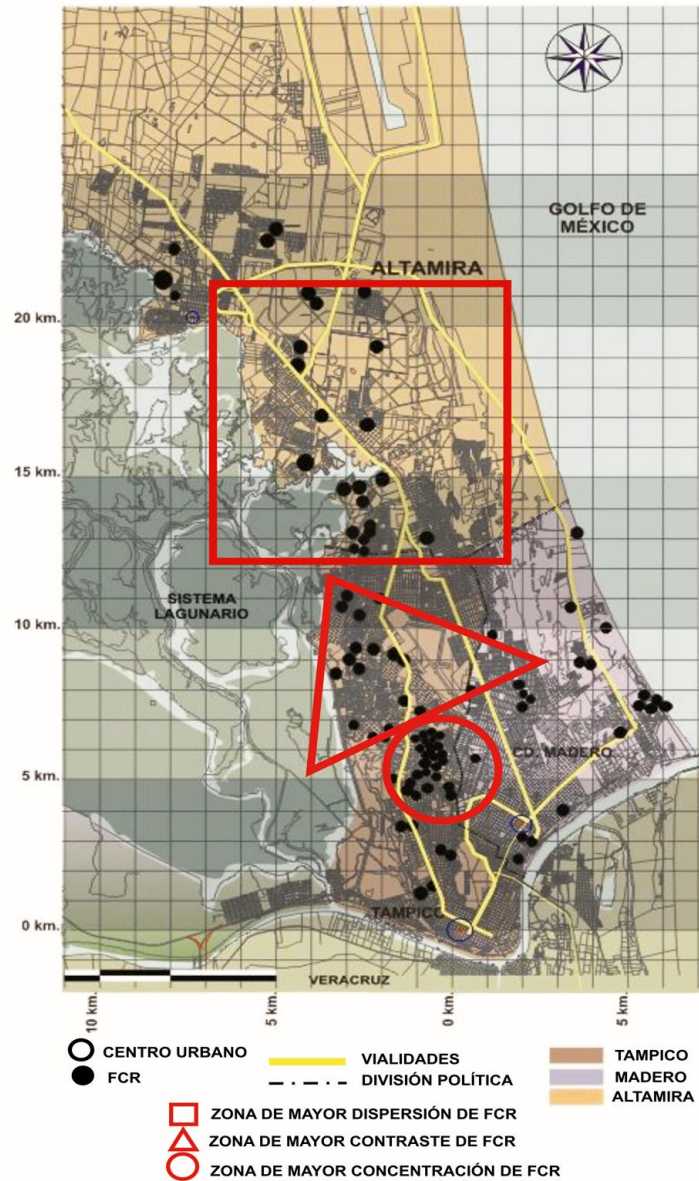 GOLFO DE
MÉXICO
ALTAMIRA
20 km.
15 km.
SISTEMA
LAGUNARIO
10 km.
CD. MADERO
5 km.
TAMPICO
0 km.
VERACRUZ
10 km.
5 km.
0 km.
5 km.
CENTRO URBANO
FCR
VIALIDADES
DIVISIÓN POLÍTICA
TAMPICO
MADERO
ALTAMIRA
ZONA DE MAYOR DISPERSIÓN DE FCR
ZONA DE MAYOR CONTRASTE DE FCR
ZONA DE MAYOR CONCENTRACIÓN DE FCR